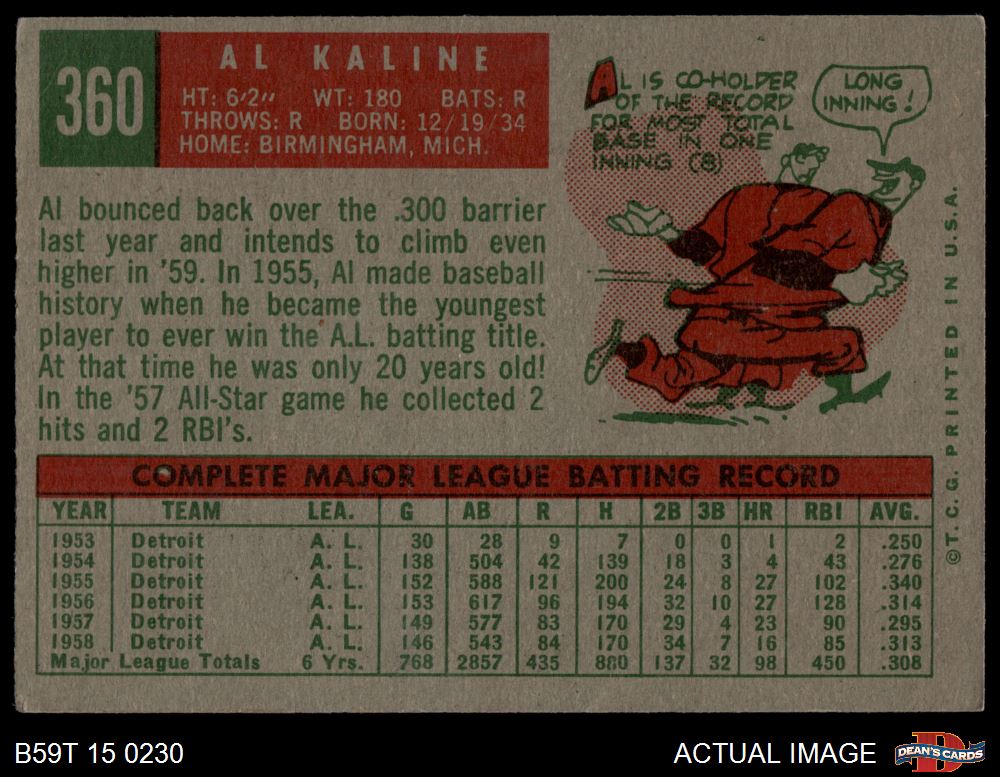 360
AL KALINE
HT: 6'2" WT: 180 BATS: R
THROWS: R BORN: 12/19/34
HOME: BIRMINGHAM, MICH.
AL IS CO-HOLDER
OF THE RECORD
FOR MOST TOTAL
BASE IN ONE
INNING (8)
LONG
INNING!
Al bounced back over the .300 barrier
last year and intends to climb even
higher in '59. In 1955, Al made baseball
history when he became the youngest
player to ever win the A.L. batting title.
At that time he was only 20 years old!
In the '57 All-Star game he collected 2
hits and 2 RBI's.
COMPLETE MAJOR LEAGUE BATTING RECORD
YEAR TEAM LEA. G AB R H 2B 3B HR RBI AVG.
1953 Detroit A. L. 30 28 9 7 0 0 1 2 .250
1954 Detroit A. L. 138 504 42 139 18 3 4 43 .276
1955 Detroit A. L. 152 588 121 200 24 8 27 102 .340
1956 Detroit A. L. 153 617 96 194 32 10 27 128 .314
1957 Detroit A. L. 149 577 83 170 29 4 23 90 .295
1958 Detroit A. L. 146 543 84 170 34 7 16 85 .313
Major League Totals 6 Yrs. 768 2857 435 880 137 32 98 450 .308
©T.C.G. PRINTED IN U.S.A.
B59T 15 0230
ACTUAL IMAGE
D
DEAN'S CARDS